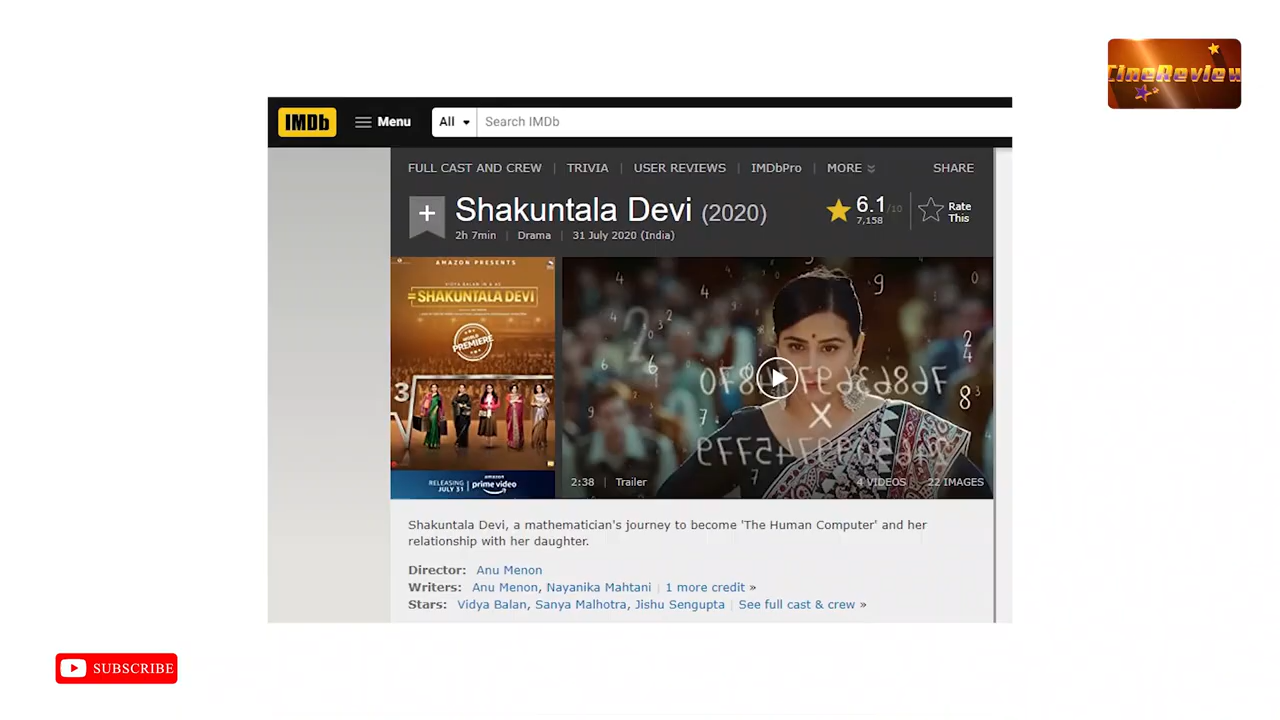 CineReview
IMDb
Menu
All
Search IMDb
FULL CAST AND CREW | TRIVIA | USER REVIEWS | IMDbPro | MORE
SHARE
+ Shakuntala Devi (2020)
6.1/10
7,158
Rate This
2h 7min | Drama | 31 July 2020 (India)
AMAZON PRESENTS
=SHAKUNTALA DEVI
WORLD PREMIERE
3
RELEASING JULY 31
amazon prime video
2:38 | Trailer
4 VIDEOS
22 IMAGES
Shakuntala Devi, a mathematician's journey to become 'The Human Computer' and her
relationship with her daughter.
Director: Anu Menon
Writers: Anu Menon, Nayanika Mahtani | 1 more credit »
Stars: Vidya Balan, Sanya Malhotra, Jishu Sengupta | See full cast & crew »
SUBSCRIBE